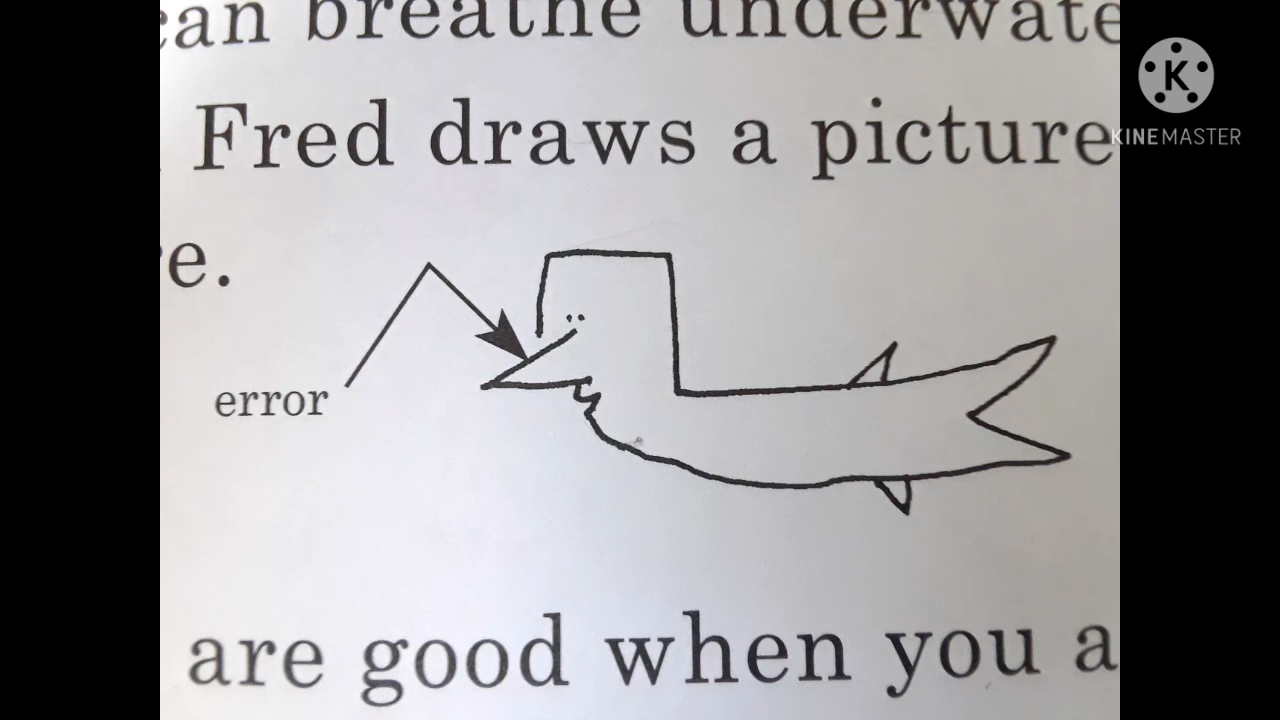 can breathe underwate
Fred draws a picture
e.
error
are good when you a
K
KINEMASTER